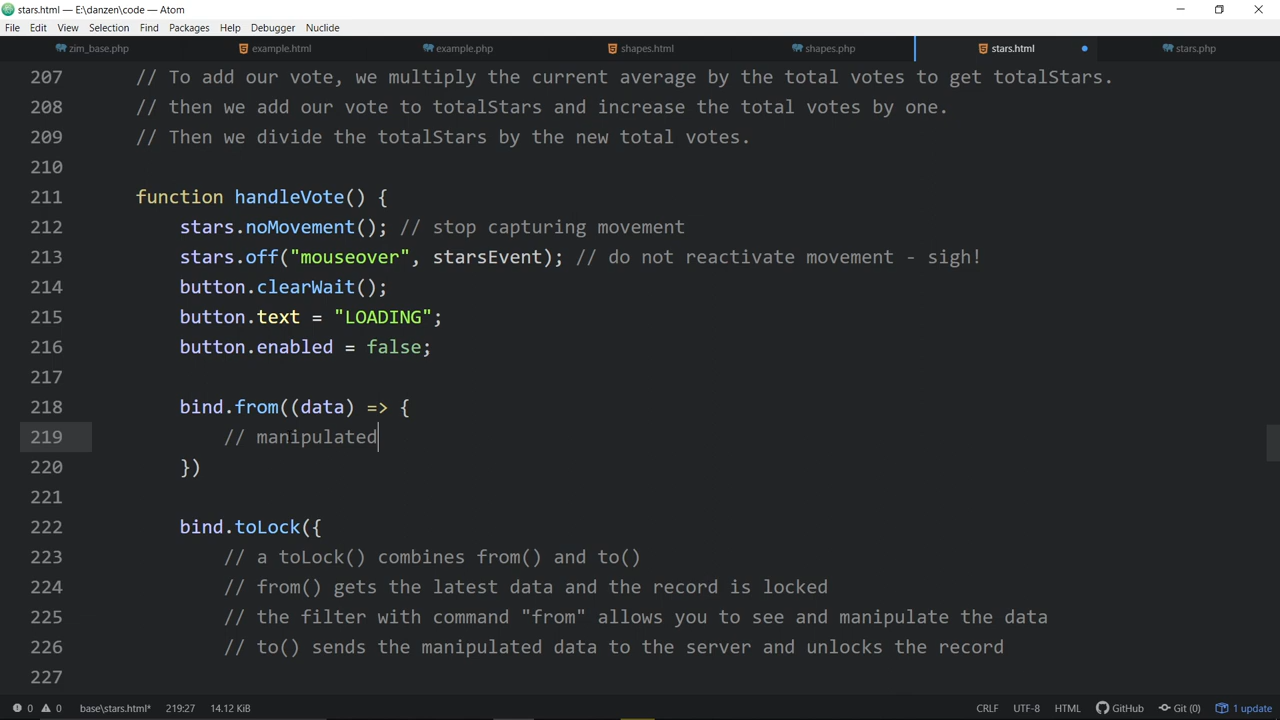 stars.html — E:\danzen\code — Atom
File Edit View Selection Find Packages Help Debugger Nuclide
zim_base.php example.html example.php shapes.html shapes.php stars.html stars.php
207 // To add our vote, we multiply the current average by the total votes to get totalStars.
208 // then we add our vote to totalStars and increase the total votes by one.
209 // Then we divide the totalStars by the new total votes.
210
211 function handleVote() {
212 stars.noMovement(); // stop capturing movement
213 stars.off("mouseover", starsEvent); // do not reactivate movement - sigh!
214 button.clearWait();
215 button.text = "LOADING";
216 button.enabled = false;
217
218 bind.from((data) => {
219 // manipulated
220 })
221
222 bind.toLock({
223 // a toLock() combines from() and to()
224 // from() gets the latest data and the record is locked
225 // the filter with command "from" allows you to see and manipulate the data
226 // to() sends the manipulated data to the server and unlocks the record
227
0 0 base\stars.html* 219:27 14.12 KiB CRLF UTF-8 HTML GitHub Git (0) 1 update